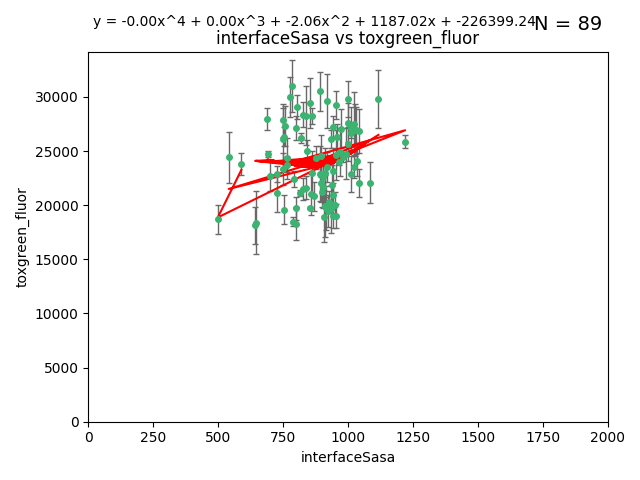 y = -0.00x^4 + 0.00x^3 + -2.06x^2 + 1187.02x + -226399.24
N = 89
interfaceSasa vs toxgreen_fluor
30000
25000
20000
15000
10000
5000
0
toxgreen_fluor
0 250 500 750 1000 1250 1500 1750 2000
interfaceSasa